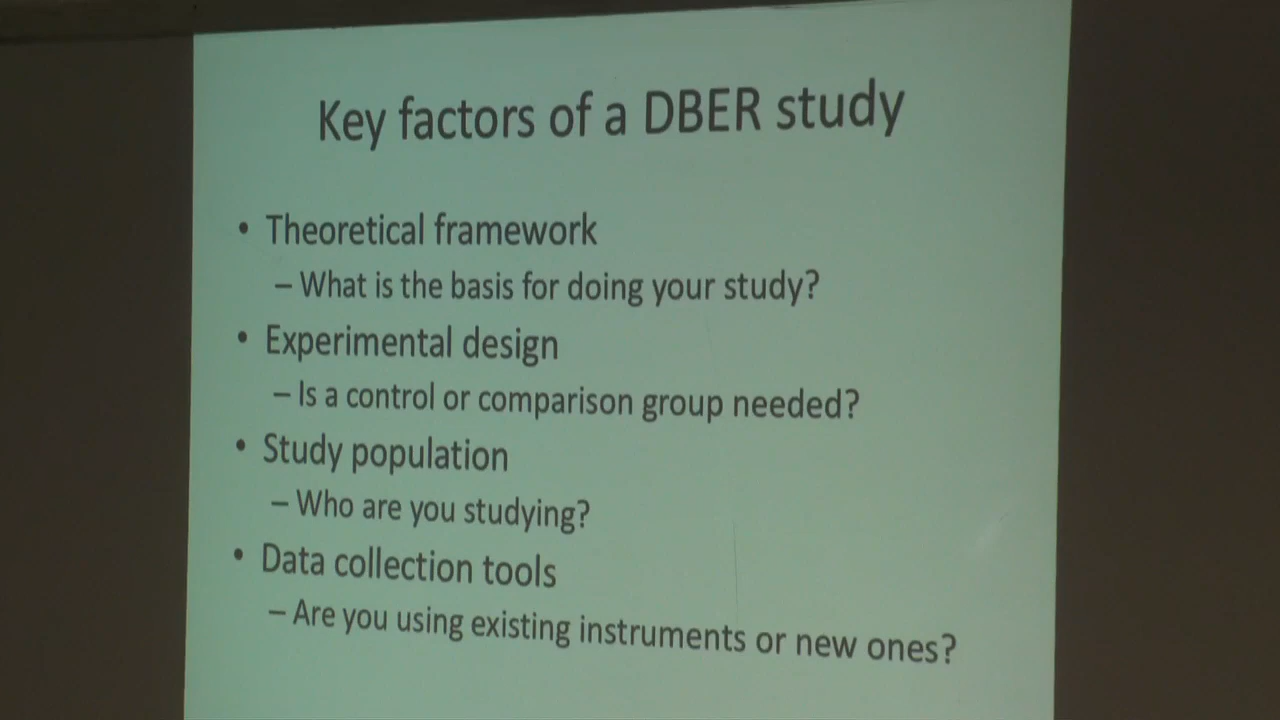 Key factors of a DBER study
• Theoretical framework
– What is the basis for doing your study?
• Experimental design
– Is a control or comparison group needed?
• Study population
– Who are you studying?
• Data collection tools
– Are you using existing instruments or new ones?